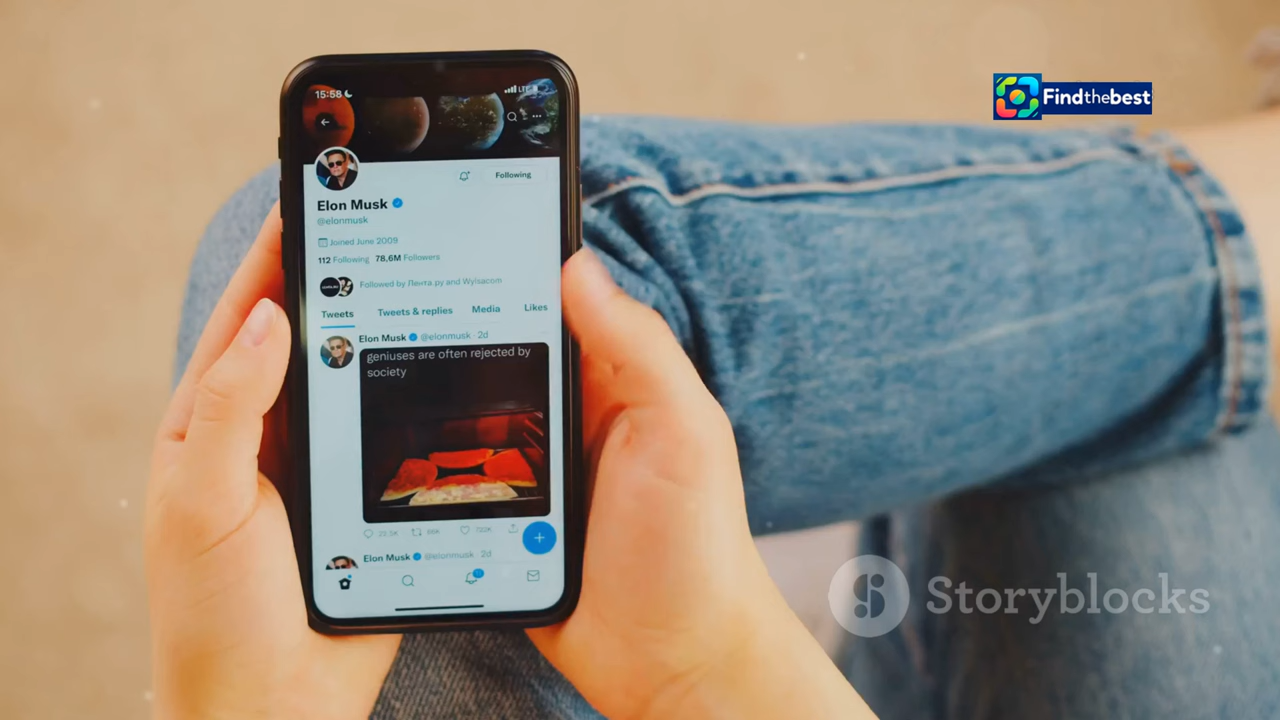 15:58
LTE
Findthebest
Following
Elon Musk
@elonmusk
Joined June 2009
112 Following 78,6M Followers
Followed by Лента.ру and Wylsacom
Tweets Tweets & replies Media Likes
Elon Musk @elonmusk · 2d
geniuses are often rejected by
society
Elon Musk @elonmusk · 2d
Storyblocks